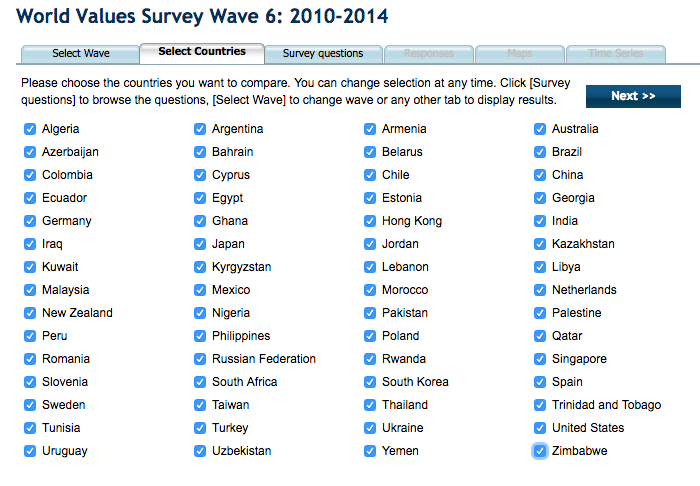 World Values Survey Wave 6: 2010-2014
Select Wave Select Countries Survey questions Responses Maps Time Series
Please choose the countries you want to compare. You can change selection at any time. Click [Survey
questions] to browse the questions, [Select Wave] to change wave or any other tab to display results.
Next >>
Algeria Argentina Armenia Australia
Azerbaijan Bahrain Belarus Brazil
Colombia Cyprus Chile China
Ecuador Egypt Estonia Georgia
Germany Ghana Hong Kong India
Iraq Japan Jordan Kazakhstan
Kuwait Kyrgyzstan Lebanon Libya
Malaysia Mexico Morocco Netherlands
New Zealand Nigeria Pakistan Palestine
Peru Philippines Poland Qatar
Romania Russian Federation Rwanda Singapore
Slovenia South Africa South Korea Spain
Sweden Taiwan Thailand Trinidad and Tobago
Tunisia Turkey Ukraine United States
Uruguay Uzbekistan Yemen Zimbabwe